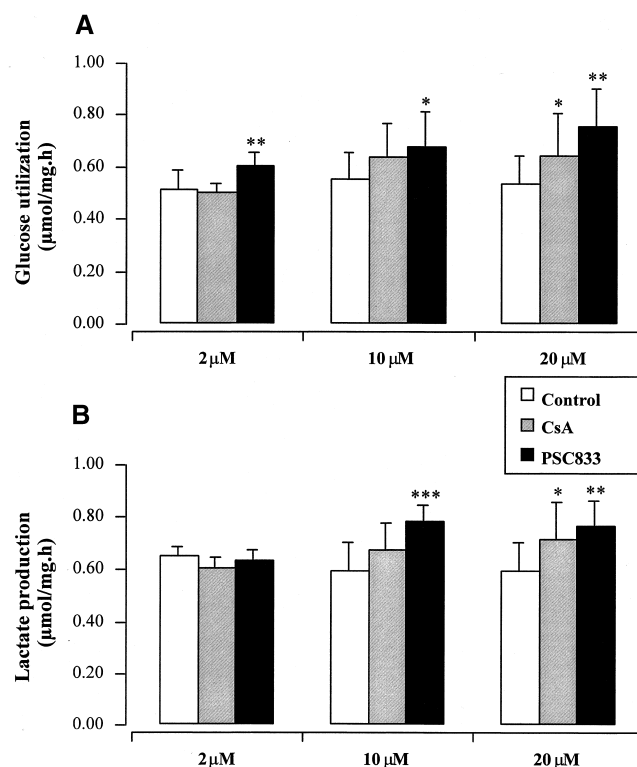 A
Glucose utilization
(μmol/mg.h)
1.00
0.80
0.60
0.40
0.20
0.00
**
*
*
**
2 μM
10 μM
20 μM
Control
CsA
PSC833
B
Lactate production
(μmol/mg.h)
1.00
0.80
0.60
0.40
0.20
0.00
***
*
**
2 μM
10 μM
20 μM